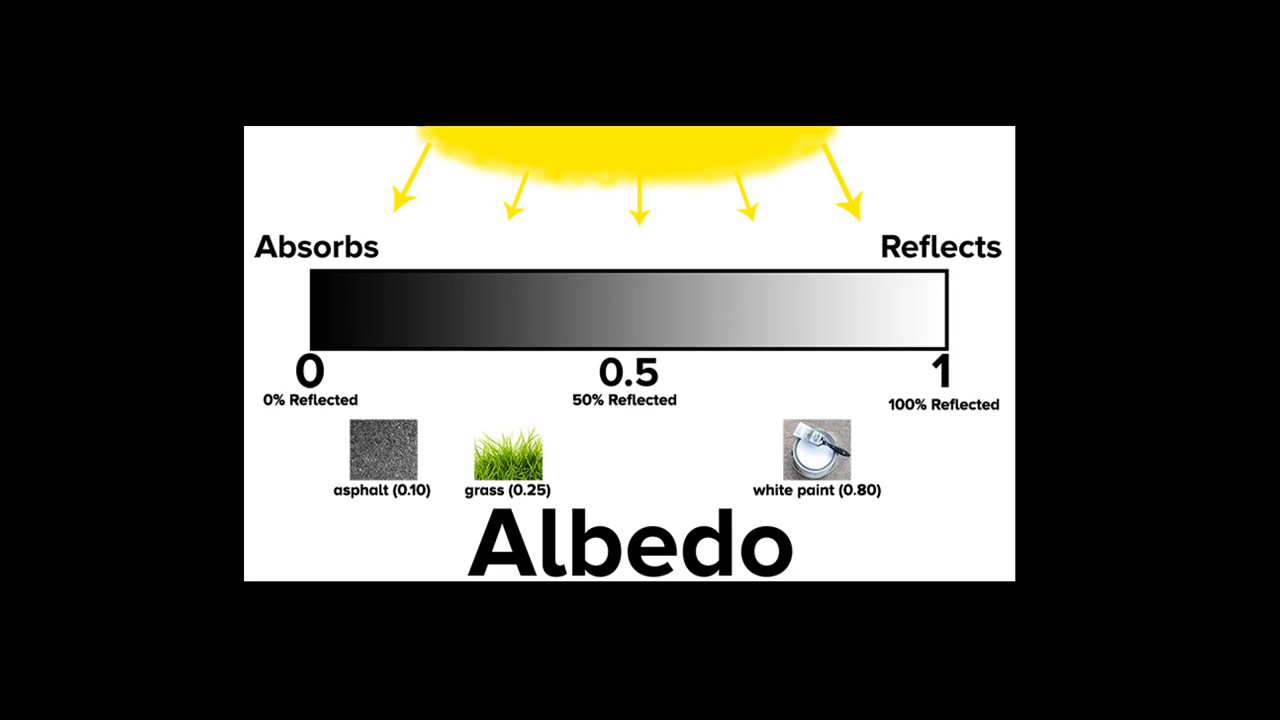 Absorbs
Reflects
0
0.5
1
0% Reflected
50% Reflected
100% Reflected
asphalt (0.10)
grass (0.25)
white paint (0.80)
Albedo